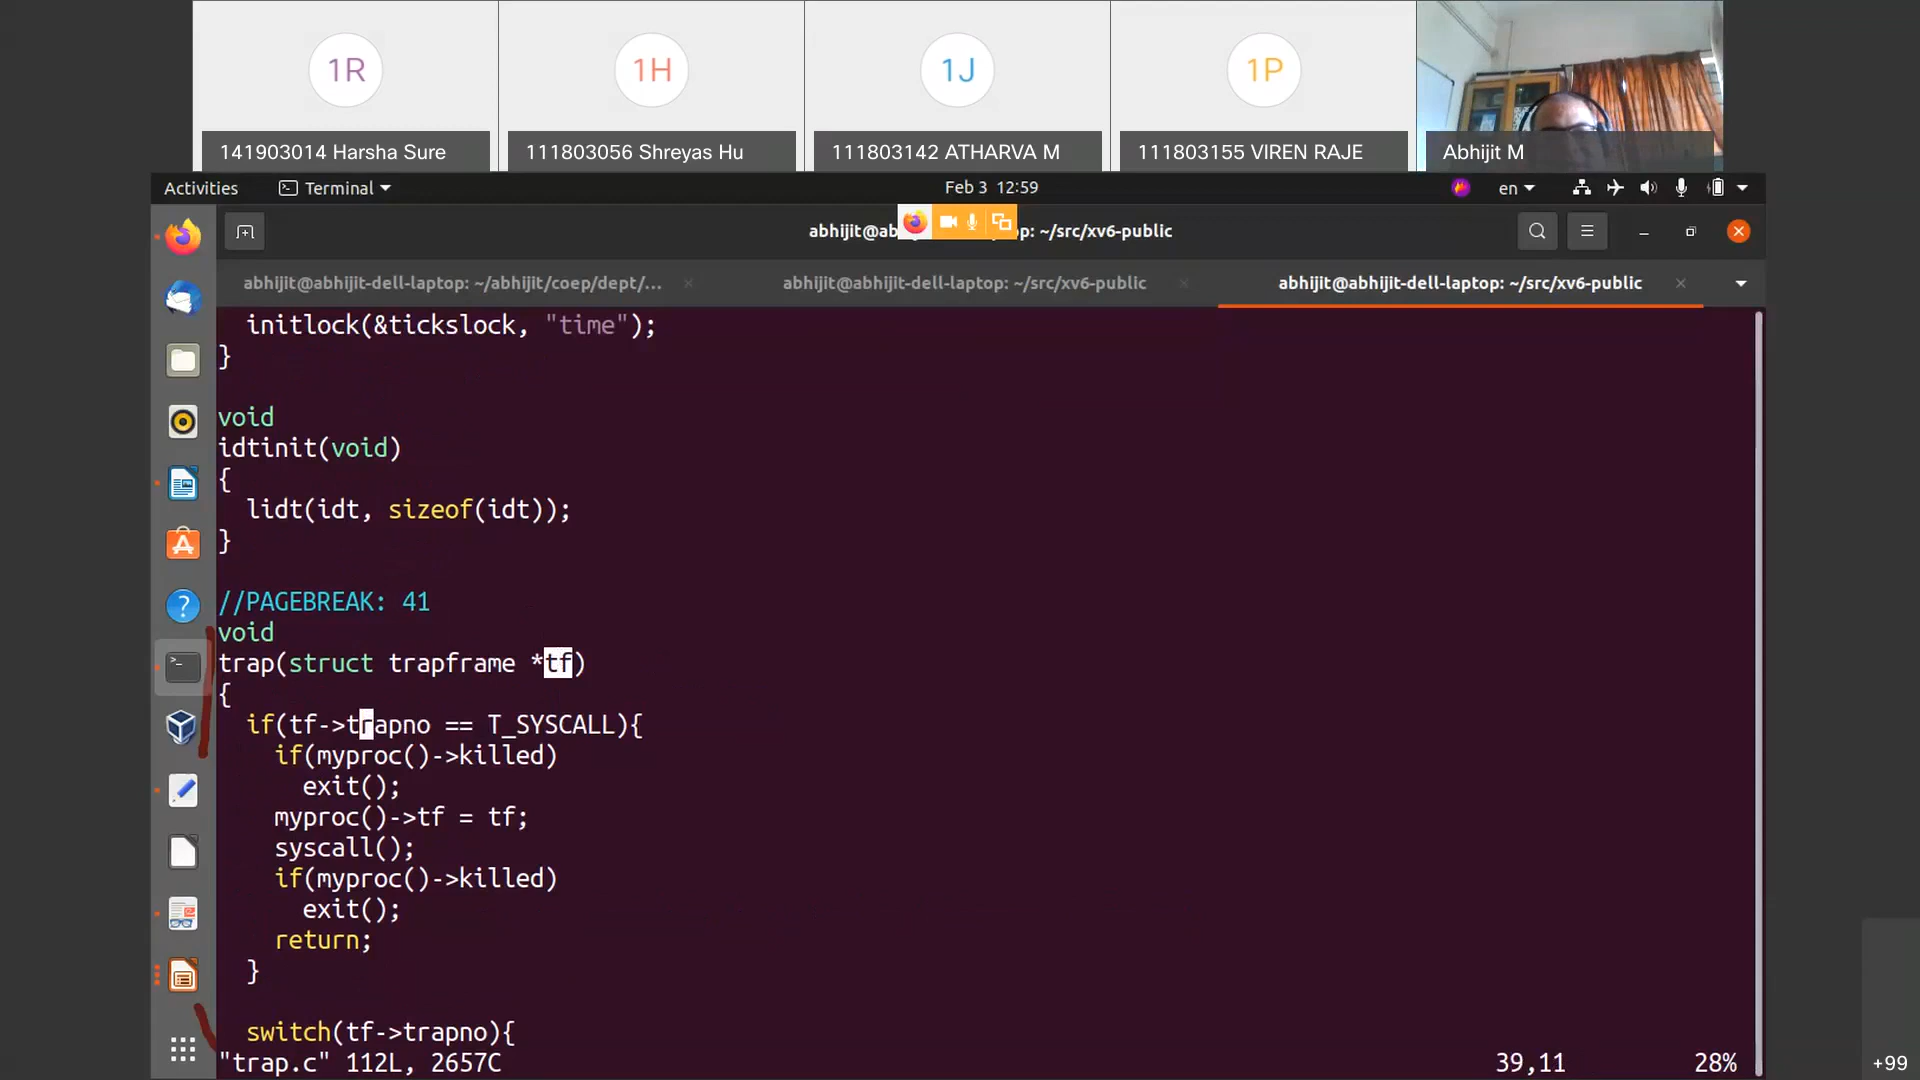 1R
1H
1J
1P
141903014 Harsha Sure
111803056 Shreyas Hu
111803142 ATHARVA M
111803155 VIREN RAJE
Abhijit M
Activities
Terminal
Feb 3 12:59
en
abhijit@ab
op: ~/src/xv6-public
abhijit@abhijit-dell-laptop: ~/abhijit/coep/dept/...
abhijit@abhijit-dell-laptop: ~/src/xv6-public
abhijit@abhijit-dell-laptop: ~/src/xv6-public
initlock(&tickslock, "time");
}
void
idtinit(void)
{
lidt(idt, sizeof(idt));
}
//PAGEBREAK: 41
void
trap(struct trapframe *tf)
{
if(tf->trapno == T_SYSCALL){
if(myproc()->killed)
exit();
myproc()->tf = tf;
syscall();
if(myproc()->killed)
exit();
return;
}
switch(tf->trapno){
"trap.c" 112L, 2657C
39,11
28%
+99